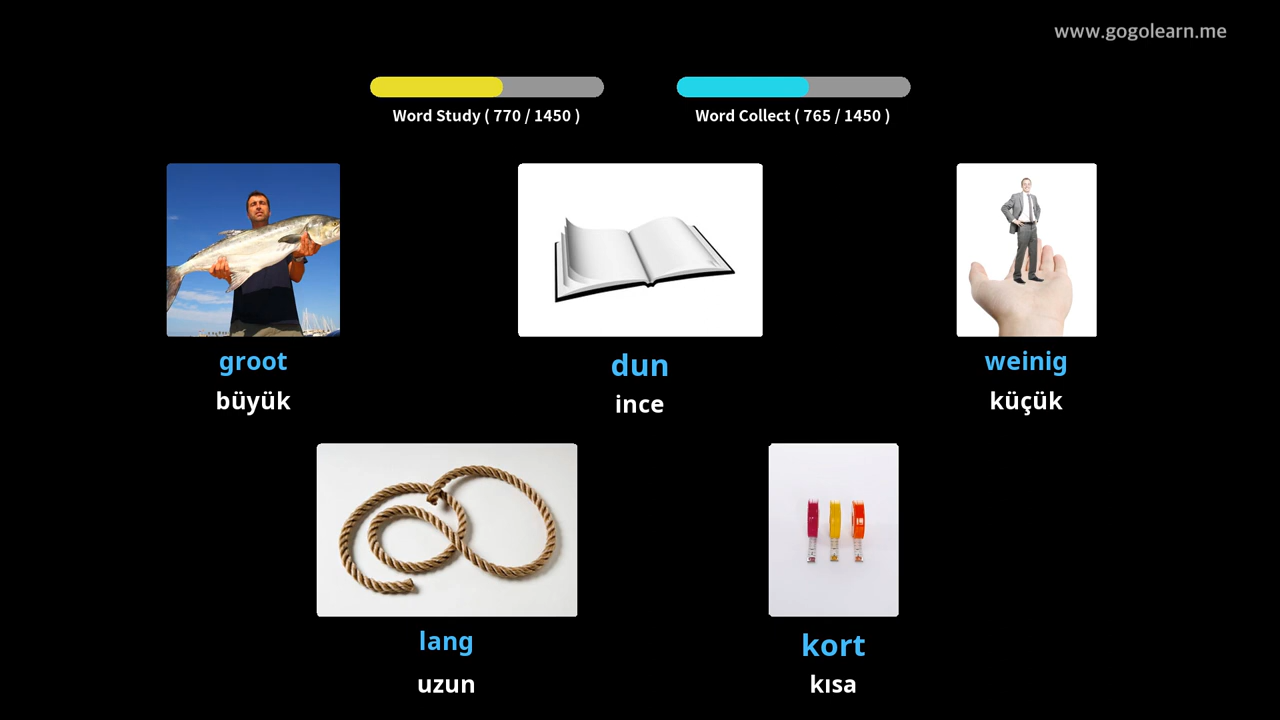 www.gogolearn.me
Word Study ( 770 / 1450 )
Word Collect ( 765 / 1450 )
groot
büyük
dun
ince
weinig
küçük
lang
uzun
kort
kısa